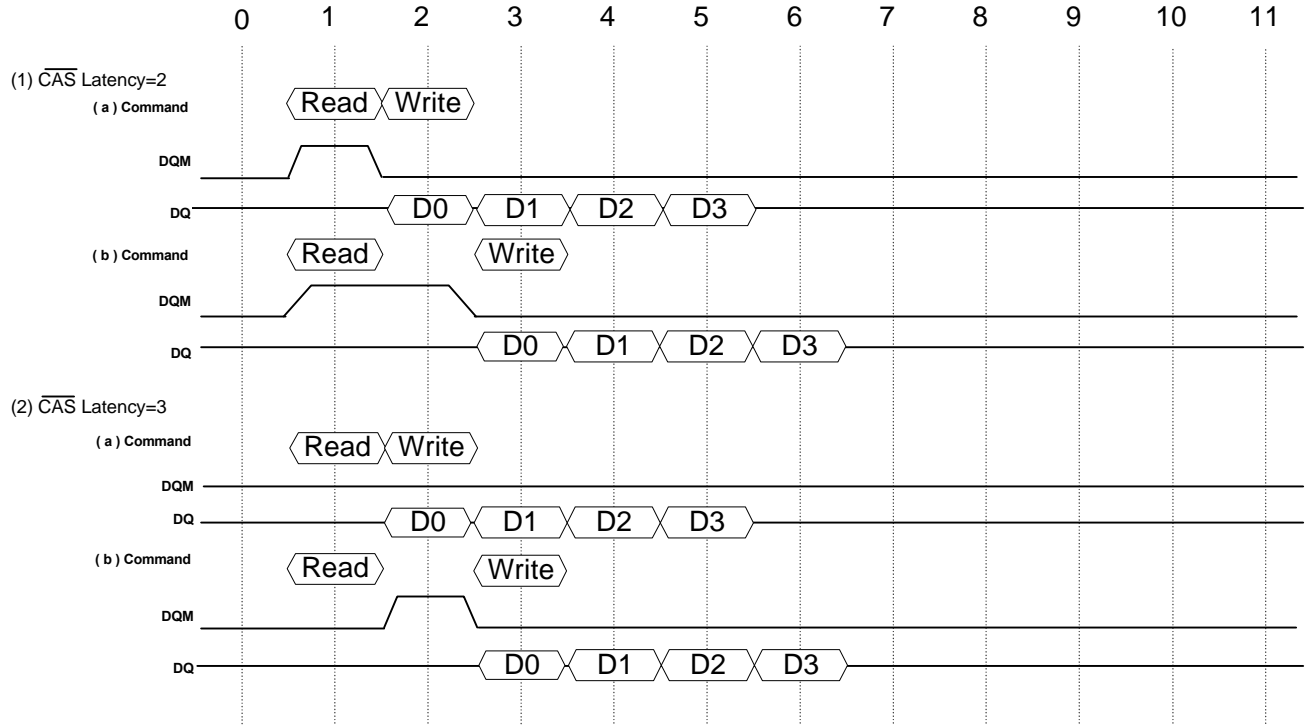 0 1 2 3 4 5 6 7 8 9 10 11
(1) CAS Latency=2
( a ) Command Read Write
DQM
DQ D0 D1 D2 D3
( b ) Command Read Write
DQM
DQ D0 D1 D2 D3
(2) CAS Latency=3
( a ) Command Read Write
DQM
DQ D0 D1 D2 D3
( b ) Command Read Write
DQM
DQ D0 D1 D2 D3